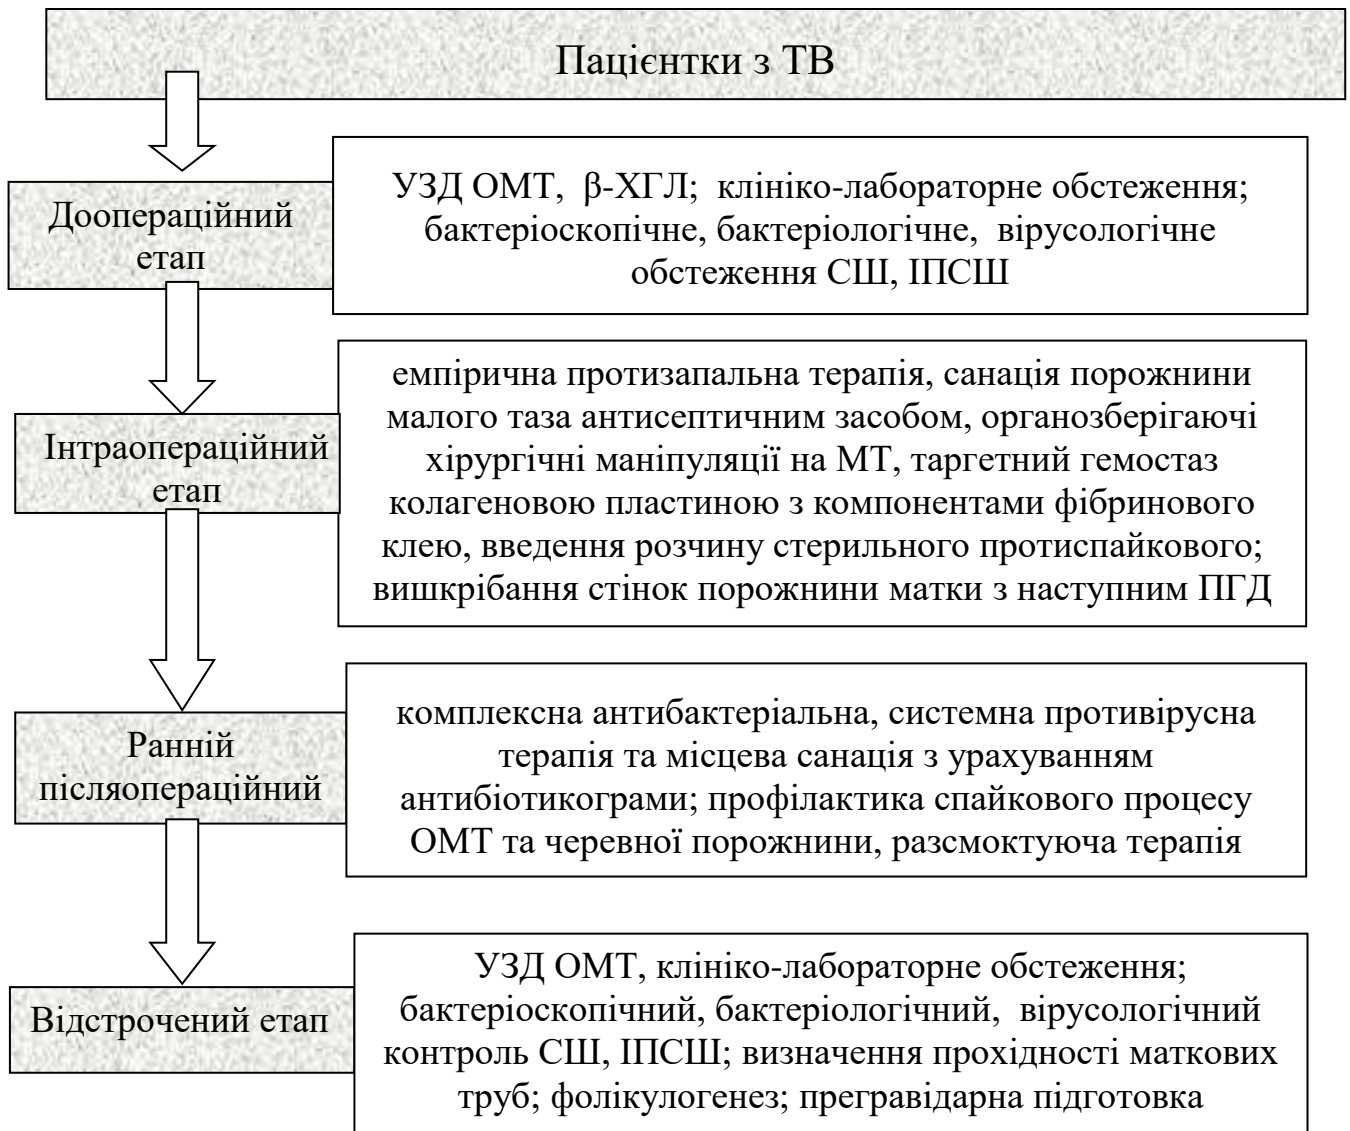 Пацієнтки з ТВ
Доопераційний
етап
УЗД ОМТ, β-ХГЛ; клініко-лабораторне обстеження;
бактеріоскопічне, бактеріологічне, вірусологічне
обстеження СШ, ІПСШ
Інтраопераційний
етап
емпірична протизапальна терапія, санація порожнини
малого таза антисептичним засобом, органозберігаючі
хірургічні маніпуляції на МТ, таргетний гемостаз
колагеновою пластиною з компонентами фібринового
клею, введення розчину стерильного протиспайкового;
вишкрібання стінок порожнини матки з наступним ПГД
Ранній
післяопераційний
комплексна антибактеріальна, системна противірусна
терапія та місцева санація з урахуванням
антибіотикограми; профілактика спайкового процесу
ОМТ та черевної порожнини, разсмоктуюча терапія
Відстрочений етап
УЗД ОМТ, клініко-лабораторне обстеження;
бактеріоскопічний, бактеріологічний, вірусологічний
контроль СШ, ІПСШ; визначення прохідності маткових
труб; фолікулогенез; прегравідарна підготовка